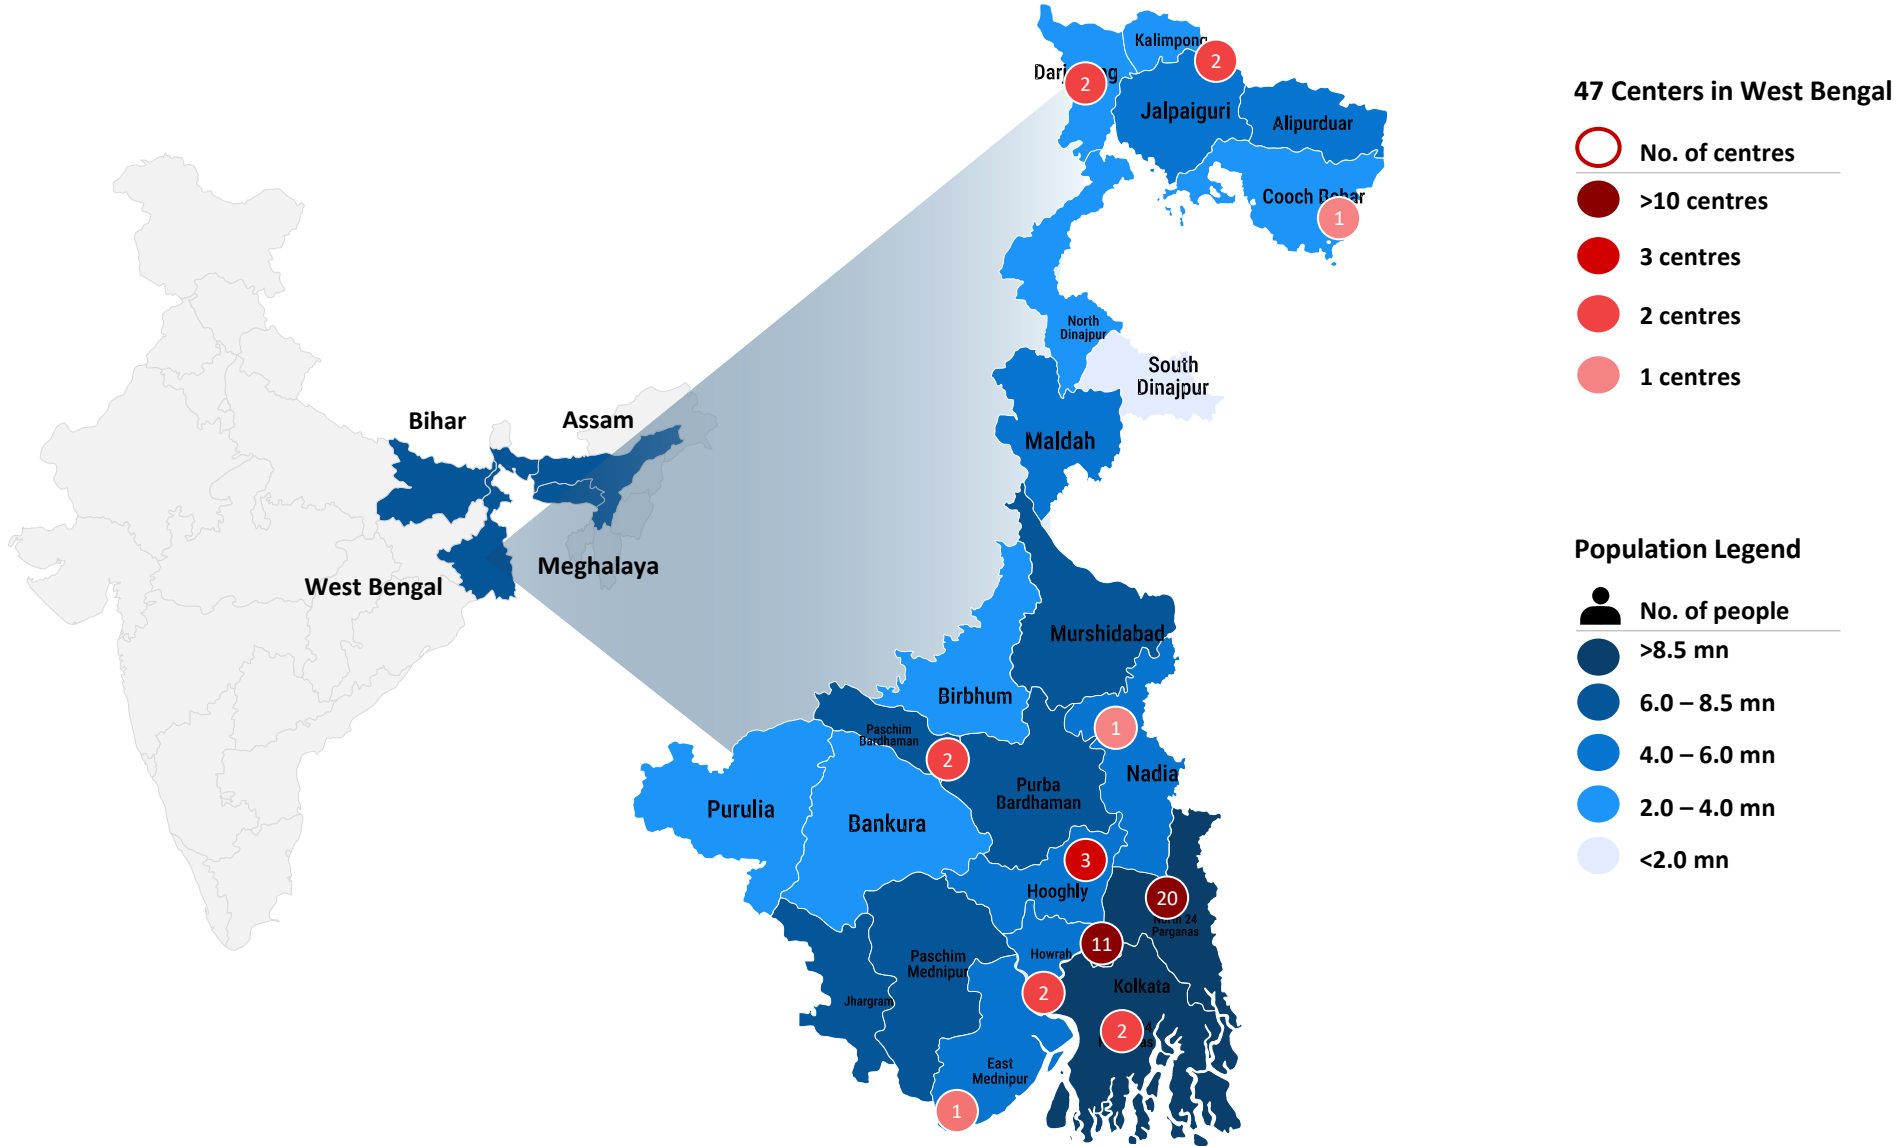 Kalimpong
2
2
Jalpaiguri
Alipurduar
Cooch Behar
1
North
Dinajpur
South
Dinajpur
Maldah
Bihar
Assam
West Bengal
Meghalaya
Murshidabad
Birbhum
Paschim
Bardhaman
2
1
Nadia
Purba
Bardhaman
Purulia
Bankura
3
Hooghly
20
North 24
Parganas
11
Howrah
Paschim
Mednipur
Kolkata
Jhargram
2
2
East
Mednipur
1
47 Centers in West Bengal
No. of centres
>10 centres
3 centres
2 centres
1 centres
Population Legend
No. of people
>8.5 mn
6.0 – 8.5 mn
4.0 – 6.0 mn
2.0 – 4.0 mn
<2.0 mn